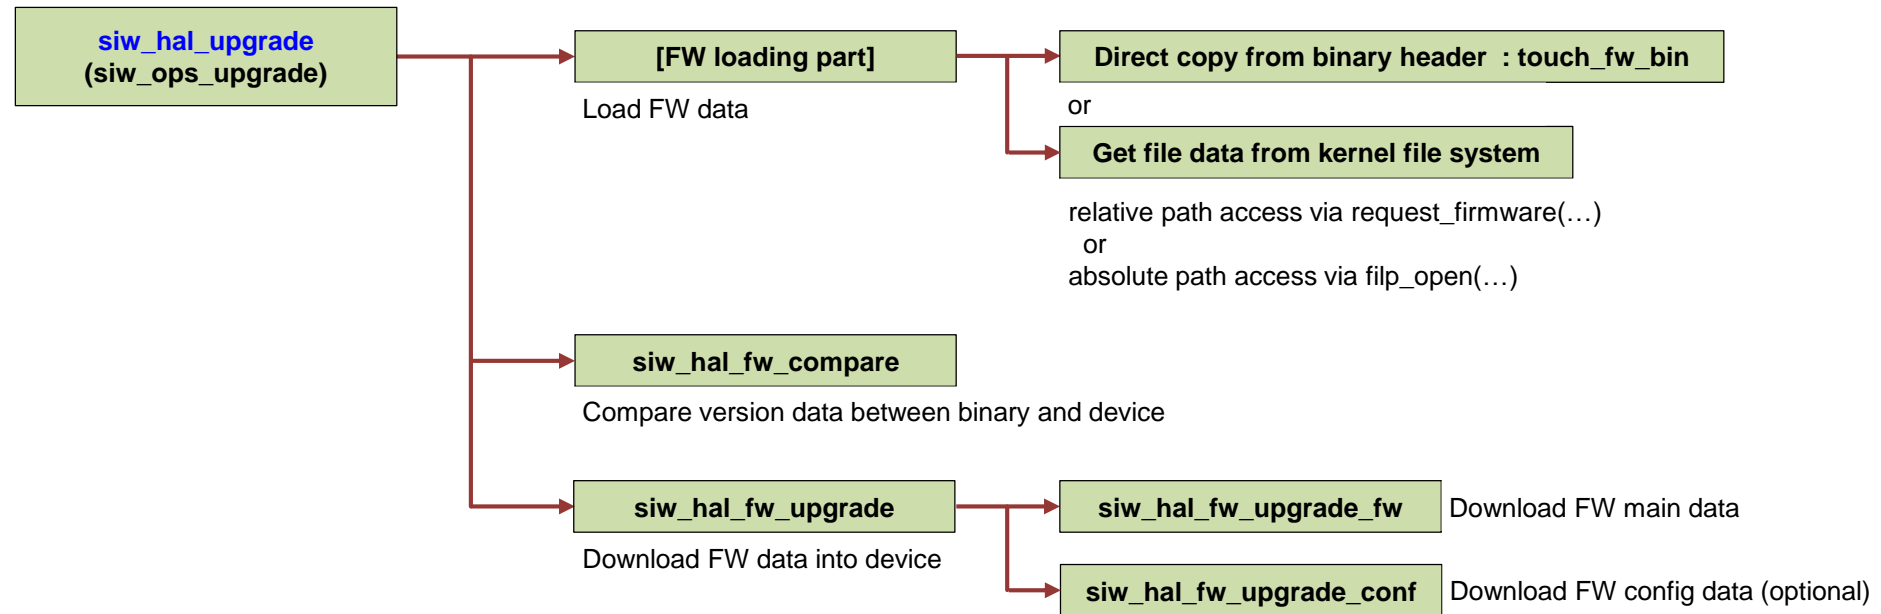 siw_hal_upgrade
(siw_ops_upgrade)
[FW loading part]
Load FW data
Direct copy from binary header : touch_fw_bin
or
Get file data from kernel file system
relative path access via request_firmware(…)
or
absolute path access via filp_open(…)
siw_hal_fw_compare
Compare version data between binary and device
siw_hal_fw_upgrade
Download FW data into device
siw_hal_fw_upgrade_fw
Download FW main data
siw_hal_fw_upgrade_conf
Download FW config data (optional)